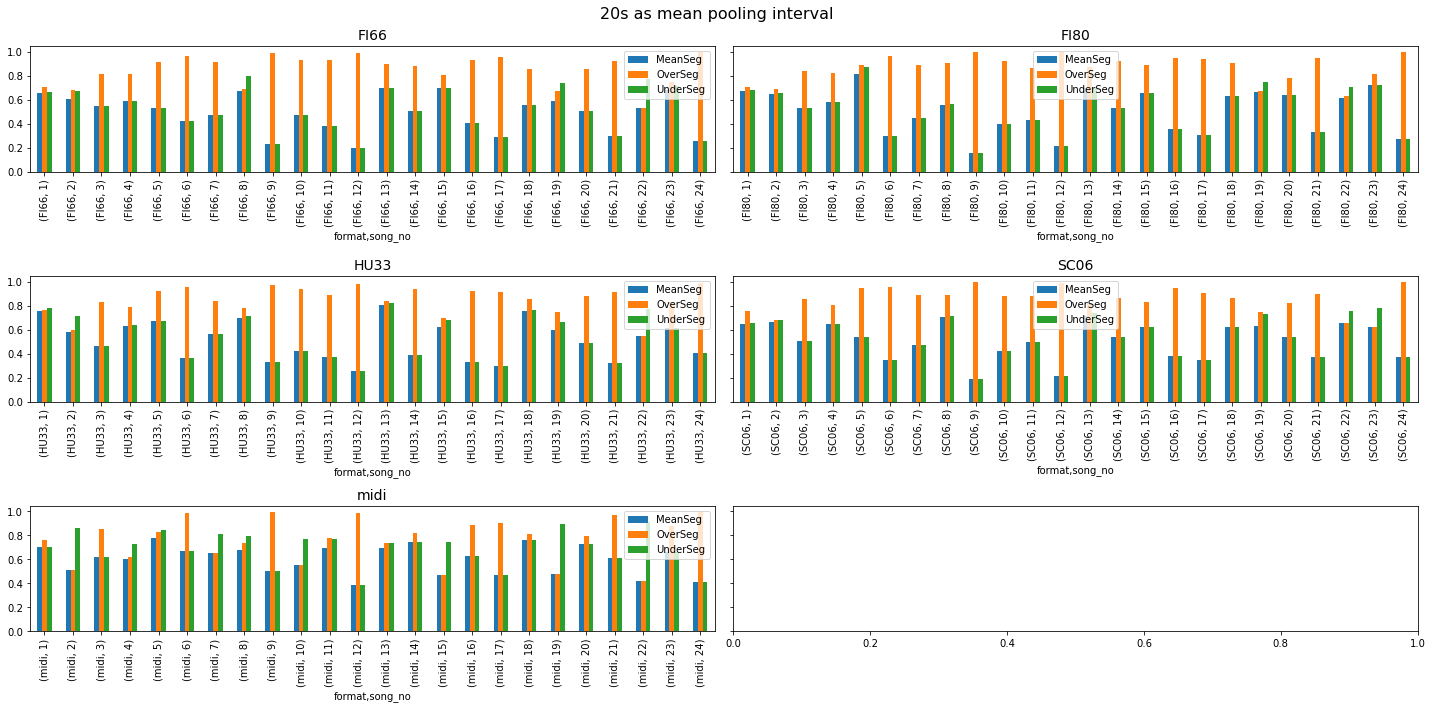 20s as mean pooling interval
FI66
1.0
0.8
0.6
0.4
0.2
0.0
MeanSeg
OverSeg
UnderSeg
(FI66, 1) (FI66, 2) (FI66, 3) (FI66, 4) (FI66, 5) (FI66, 6) (FI66, 7) (FI66, 8) (FI66, 9) (FI66, 10) (FI66, 11) (FI66, 12) (FI66, 13) (FI66, 14) (FI66, 15) (FI66, 16) (FI66, 17) (FI66, 18) (FI66, 19) (FI66, 20) (FI66, 21) (FI66, 22) (FI66, 23) (FI66, 24)
format,song_no
FI80
MeanSeg
OverSeg
UnderSeg
(FI80, 1) (FI80, 2) (FI80, 3) (FI80, 4) (FI80, 5) (FI80, 6) (FI80, 7) (FI80, 8) (FI80, 9) (FI80, 10) (FI80, 11) (FI80, 12) (FI80, 13) (FI80, 14) (FI80, 15) (FI80, 16) (FI80, 17) (FI80, 18) (FI80, 19) (FI80, 20) (FI80, 21) (FI80, 22) (FI80, 23) (FI80, 24)
format,song_no
HU33
1.0
0.8
0.6
0.4
0.2
0.0
MeanSeg
OverSeg
UnderSeg
(HU33, 1) (HU33, 2) (HU33, 3) (HU33, 4) (HU33, 5) (HU33, 6) (HU33, 7) (HU33, 8) (HU33, 9) (HU33, 10) (HU33, 11) (HU33, 12) (HU33, 13) (HU33, 14) (HU33, 15) (HU33, 16) (HU33, 17) (HU33, 18) (HU33, 19) (HU33, 20) (HU33, 21) (HU33, 22) (HU33, 23) (HU33, 24)
format,song_no
SC06
MeanSeg
OverSeg
UnderSeg
(SC06, 1) (SC06, 2) (SC06, 3) (SC06, 4) (SC06, 5) (SC06, 6) (SC06, 7) (SC06, 8) (SC06, 9) (SC06, 10) (SC06, 11) (SC06, 12) (SC06, 13) (SC06, 14) (SC06, 15) (SC06, 16) (SC06, 17) (SC06, 18) (SC06, 19) (SC06, 20) (SC06, 21) (SC06, 22) (SC06, 23) (SC06, 24)
format,song_no
midi
1.0
0.8
0.6
0.4
0.2
0.0
MeanSeg
OverSeg
UnderSeg
(midi, 1) (midi, 2) (midi, 3) (midi, 4) (midi, 5) (midi, 6) (midi, 7) (midi, 8) (midi, 9) (midi, 10) (midi, 11) (midi, 12) (midi, 13) (midi, 14) (midi, 15) (midi, 16) (midi, 17) (midi, 18) (midi, 19) (midi, 20) (midi, 21) (midi, 22) (midi, 23) (midi, 24)
format,song_no
0.0 0.2 0.4 0.6 0.8 1.0